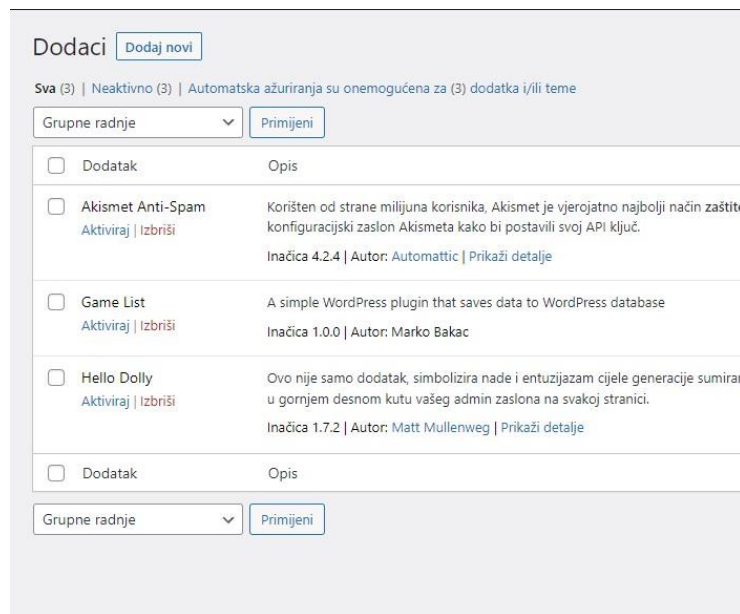 Dodaci Dodaj novi
Sva (3) | Neaktivno (3) | Automatska ažuriranja su onemogućena za (3) dodatka i/ili teme
Grupne radnje Primijeni
Dodatak Opis
Akismet Anti-Spam Korišten od strane milijuna korisnika, Akismet je vjerojatno najbolji način
Aktiviraj | Izbriši konfiguracijski zaslon Akismeta kako bi postavili svoj API ključ.
Inačica 4.2.4 | Autor: Automattic | Prikaži detalje
Game List A simple WordPress plugin that saves data to WordPress database
Aktiviraj | Izbriši Inačica 1.0.0 | Autor: Marko Bakac
Hello Dolly Ovo nije samo dodatak, simbolizira nade i entuzijazam cijele generacije
Aktiviraj | Izbriši u gornjem desnom kutu vašeg admin zaslona na svakoj stranici.
Inačica 1.7.2 | Autor: Matt Mullenweg | Prikaži detalje
Dodatak Opis
Grupne radnje Primijeni